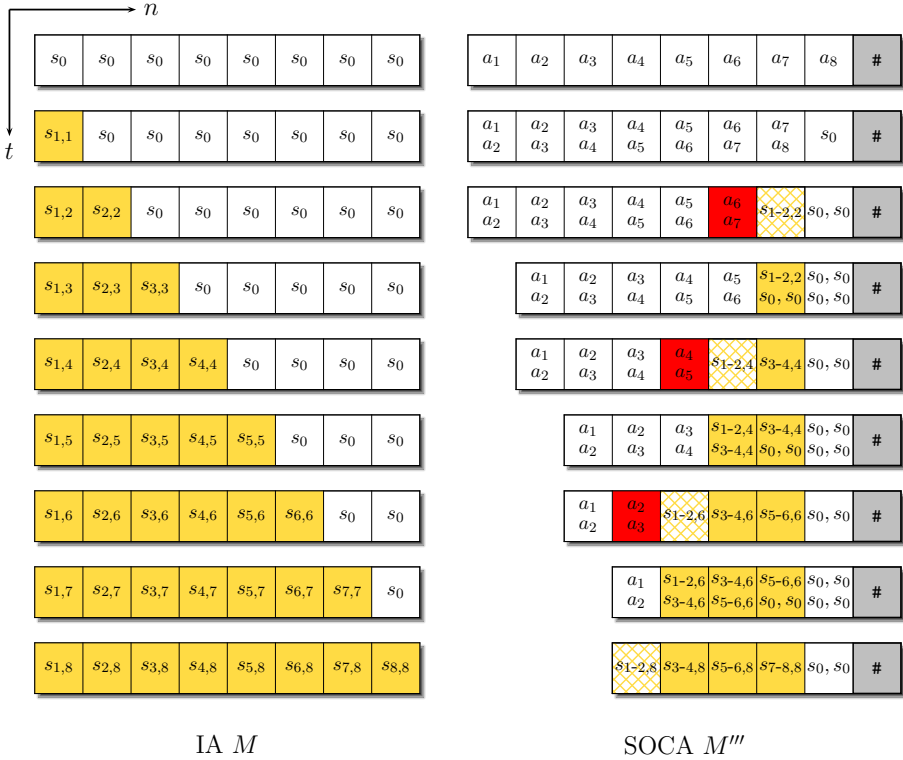 n
t
s0 s0 s0 s0 s0 s0 s0 s0
a1 a2 a3 a4 a5 a6 a7 a8 #
s1,1 s0 s0 s0 s0 s0 s0 s0
a1 a2 a3 a4 a5 a6 a7 s0 #
a2 a3 a4 a5 a6 a7 a8
s1,2 s2,2 s0 s0 s0 s0 s0 s0
a1 a2 a3 a4 a5 a6 s1-2,2 s0, s0 #
a2 a3 a4 a5 a6 a7
s1,3 s2,3 s3,3 s0 s0 s0 s0 s0
a1 a2 a3 a4 a5 s1-2,2 s0, s0 #
a2 a3 a4 a5 a6 s0, s0 s0, s0
s1,4 s2,4 s3,4 s4,4 s0 s0 s0 s0
a1 a2 a3 a4 s1-2,4 s3-4,4 s0, s0 #
a2 a3 a4 a5
s1,5 s2,5 s3,5 s4,5 s5,5 s0 s0 s0
a1 a2 a3 s1-2,4 s3-4,4 s0, s0 #
a2 a3 a4 s3-4,4 s0, s0 s0, s0
s1,6 s2,6 s3,6 s4,6 s5,6 s6,6 s0 s0
a1 a2 s1-2,6 s3-4,6 s5-6,6 s0, s0 #
a2 a3
s1,7 s2,7 s3,7 s4,7 s5,7 s6,7 s7,7 s0
a1 s1-2,6 s3-4,6 s5-6,6 s0, s0 #
a2 s3-4,6 s5-6,6 s0, s0 s0, s0
s1,8 s2,8 s3,8 s4,8 s5,8 s6,8 s7,8 s8,8
s1-2,8 s3-4,8 s5-6,8 s7-8,8 s0, s0 #
IA M
SOCA M‴